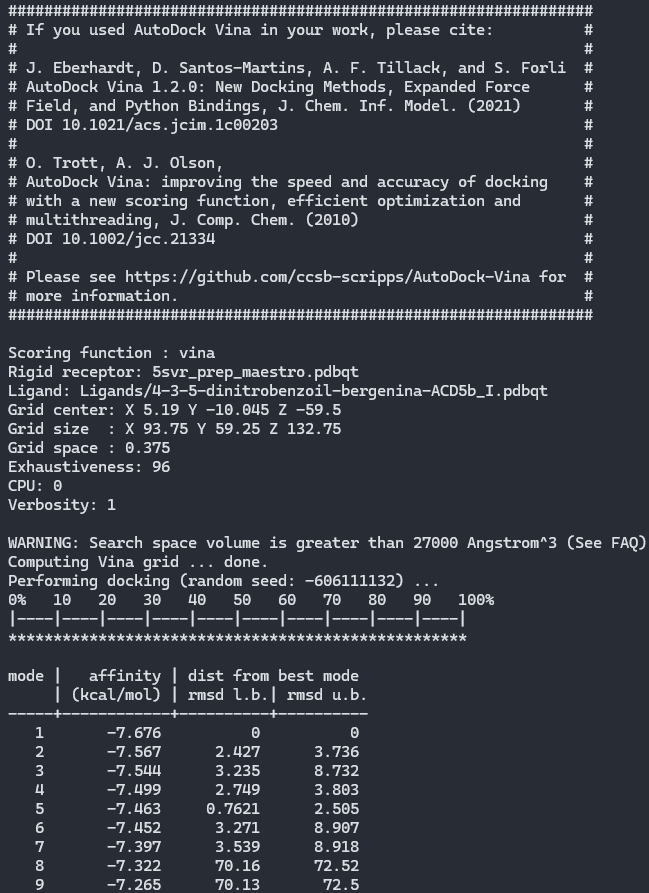 #################################################################
# If you used AutoDock Vina in your work, please cite:          #
#                                                               #
# J. Eberhardt, D. Santos-Martins, A. F. Tillack, and S. Forli  #
# AutoDock Vina 1.2.0: New Docking Methods, Expanded Force      #
# Field, and Python Bindings, J. Chem. Inf. Model. (2021)       #
# DOI 10.1021/acs.jcim.1c00203                                  #
#                                                               #
# O. Trott, A. J. Olson,                                        #
# AutoDock Vina: improving the speed and accuracy of docking    #
# with a new scoring function, efficient optimization and       #
# multithreading, J. Comp. Chem. (2010)                         #
# DOI 10.1002/jcc.21334                                         #
#                                                               #
# Please see https://github.com/ccsb-scripps/AutoDock-Vina for  #
# more information.                                             #
#################################################################

Scoring function : vina
Rigid receptor: 5svr_prep_maestro.pdbqt
Ligand: Ligands/4-3-5-dinitrobenzoil-bergenina-ACD5b_I.pdbqt
Grid center: X 5.19 Y -10.045 Z -59.5
Grid size  : X 93.75 Y 59.25 Z 132.75
Grid space : 0.375
Exhaustiveness: 96
CPU: 0
Verbosity: 1

WARNING: Search space volume is greater than 27000 Angstrom^3 (See FAQ)
Computing Vina grid ... done.
Performing docking (random seed: -606111132) ...
0%   10   20   30   40   50   60   70   80   90   100%
|----|----|----|----|----|----|----|----|----|----|
***************************************************

mode |   affinity | dist from best mode
     | (kcal/mol) | rmsd l.b.| rmsd u.b.
-----+------------+----------+----------
   1       -7.676          0          0
   2       -7.567      2.427      3.736
   3       -7.544      3.235      8.732
   4       -7.499      2.749      3.803
   5       -7.463     0.7621      2.505
   6       -7.452      3.271      8.907
   7       -7.397      3.539      8.918
   8       -7.322      70.16      72.52
   9       -7.265      70.13       72.5